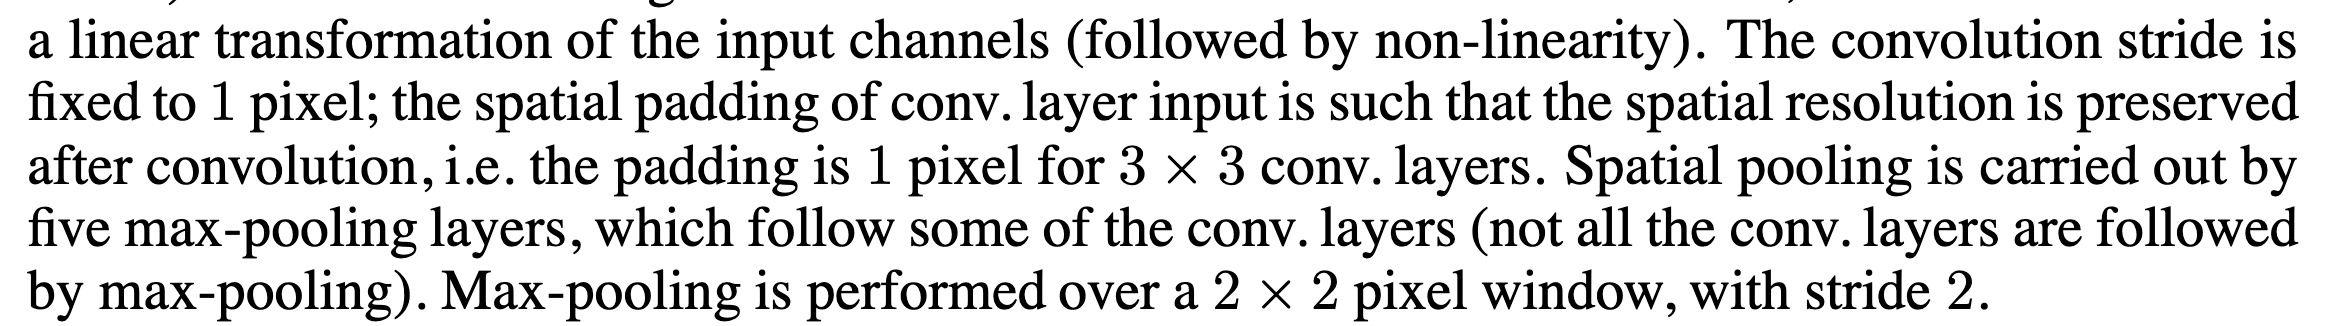 a linear transformation of the input channels (followed by non-linearity). The convolution stride is
fixed to 1 pixel; the spatial padding of conv. layer input is such that the spatial resolution is preserved
after convolution, i.e. the padding is 1 pixel for 3 × 3 conv. layers. Spatial pooling is carried out by
five max-pooling layers, which follow some of the conv. layers (not all the conv. layers are followed
by max-pooling). Max-pooling is performed over a 2 × 2 pixel window, with stride 2.